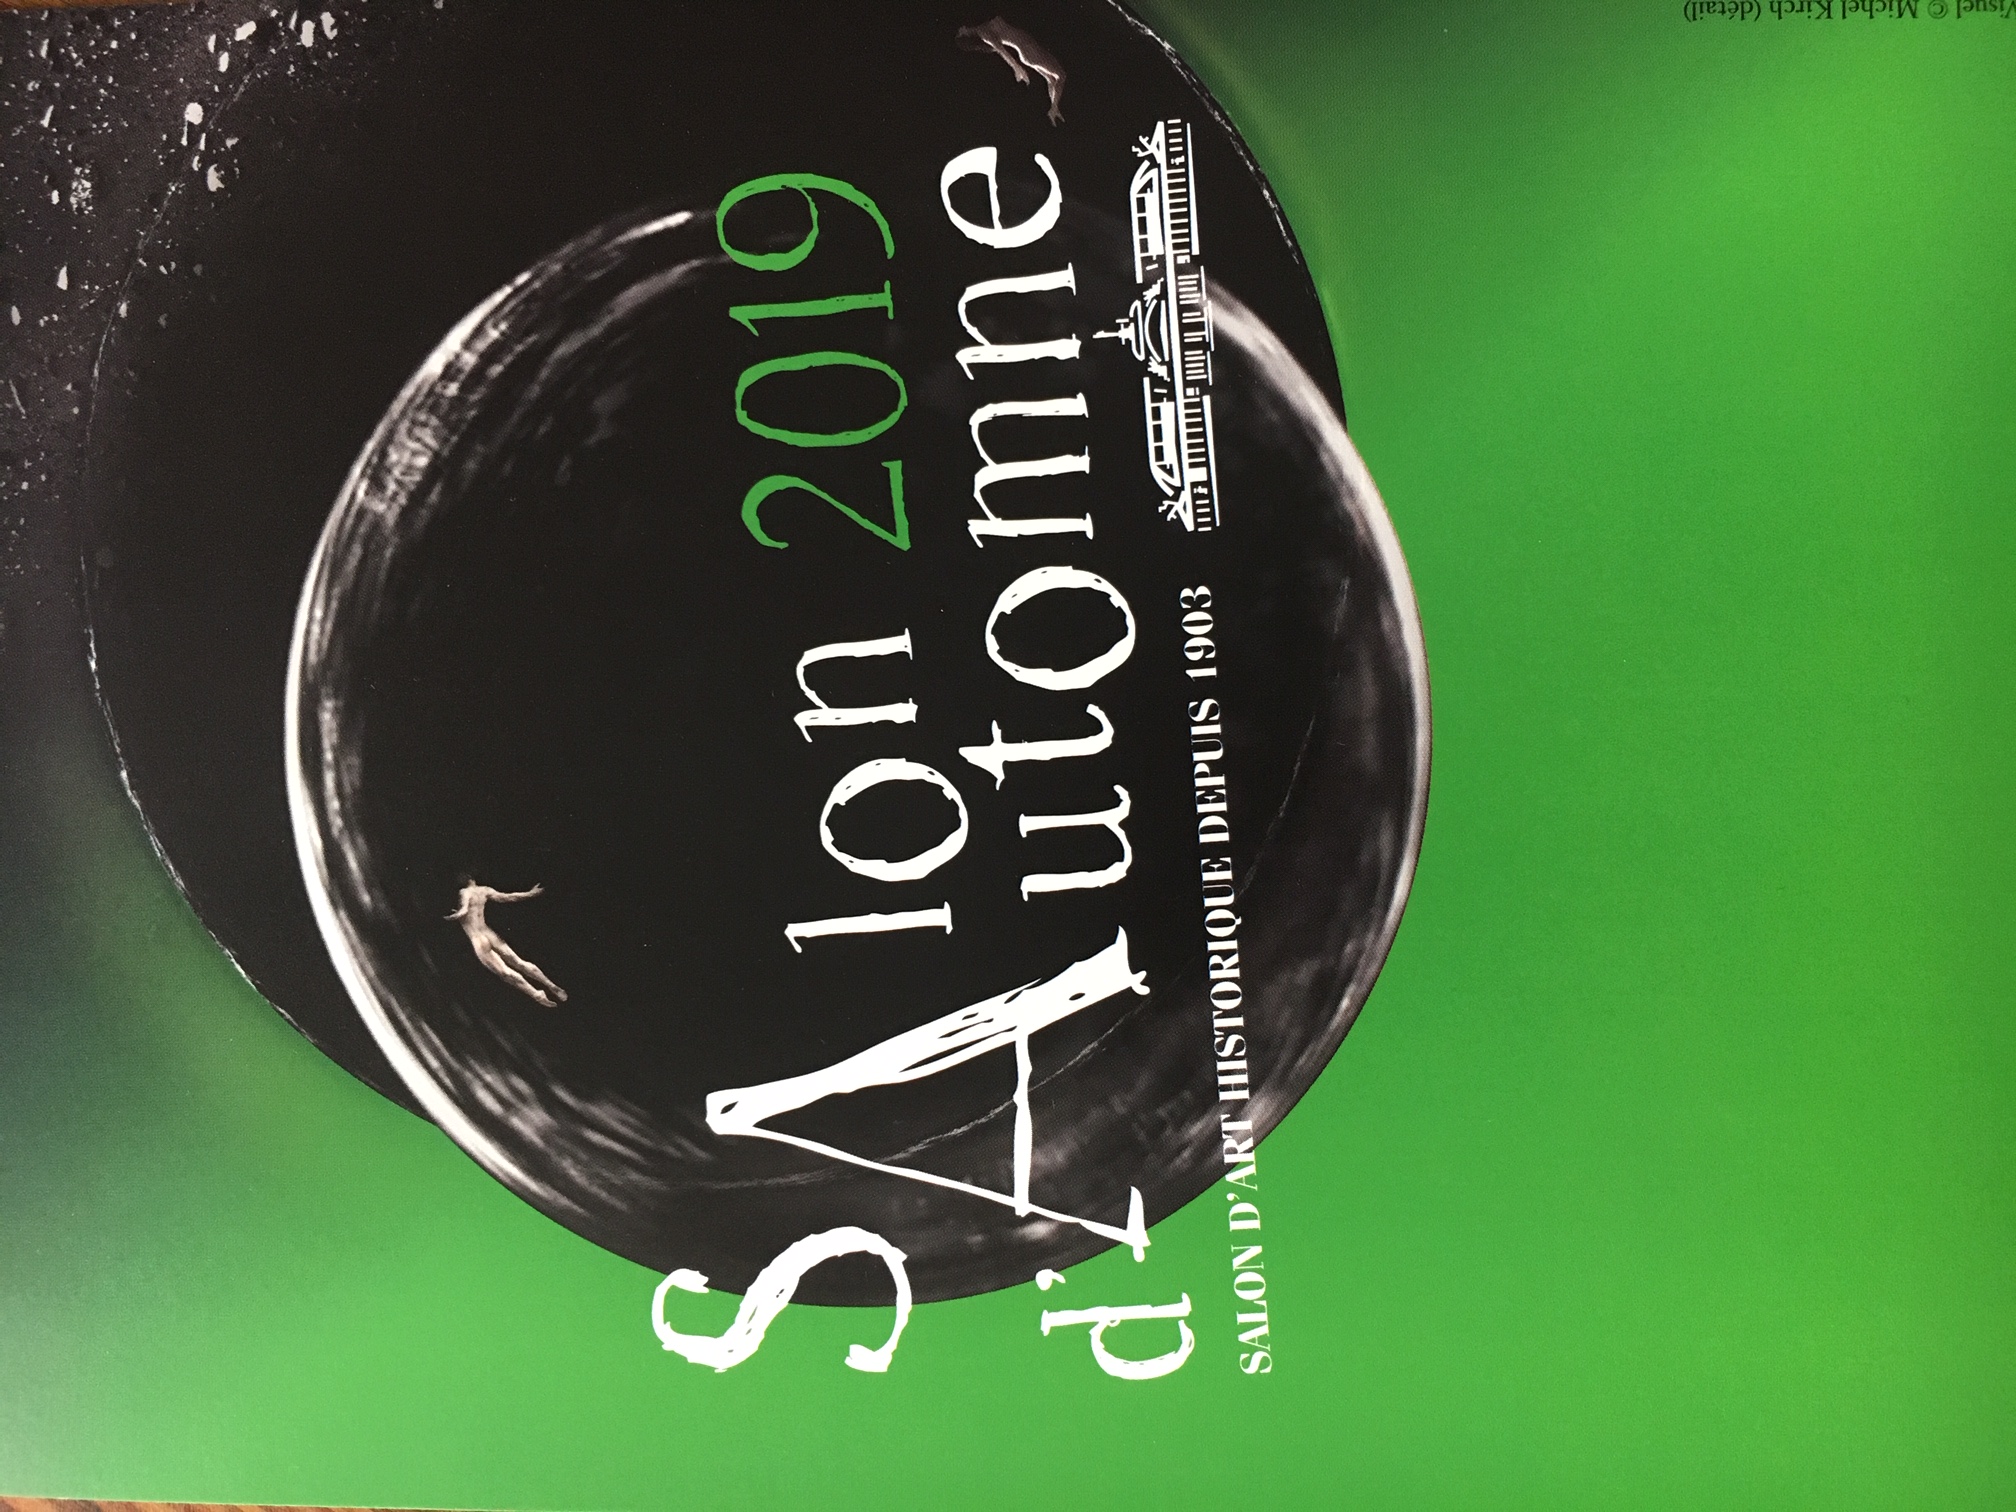 SAlon 2019
d'Automne
SALON D'ART HISTORIQUE DEPUIS 1903
Visuel © Michel Kirch (détail)